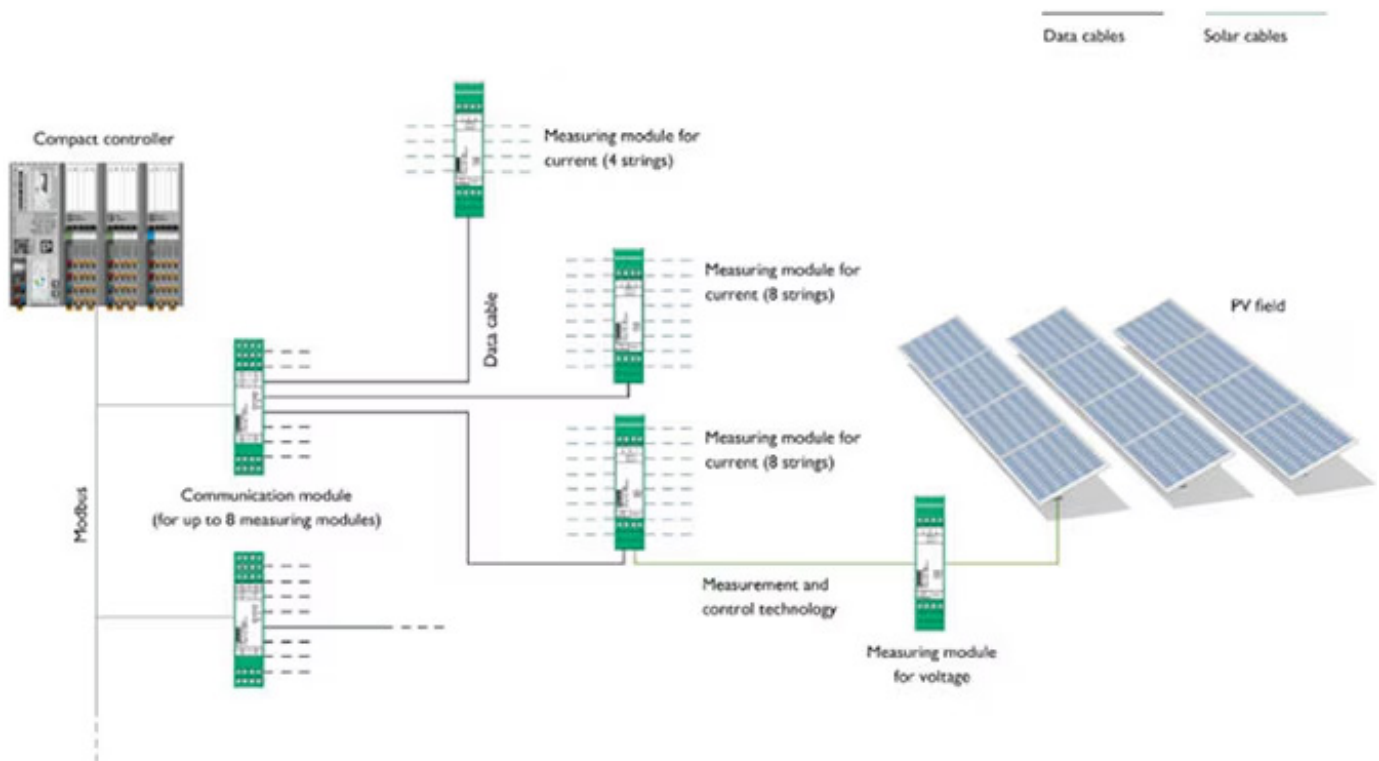 Data cables
Solar cables
Compact controller
Measuring module for
current (4 strings)
Data cable
Measuring module for
current (8 strings)
PV field
Measuring module for
current (8 strings)
Modbus
Communication module
(for up to 8 measuring modules)
Measurement and
control technology
Measuring module
for voltage